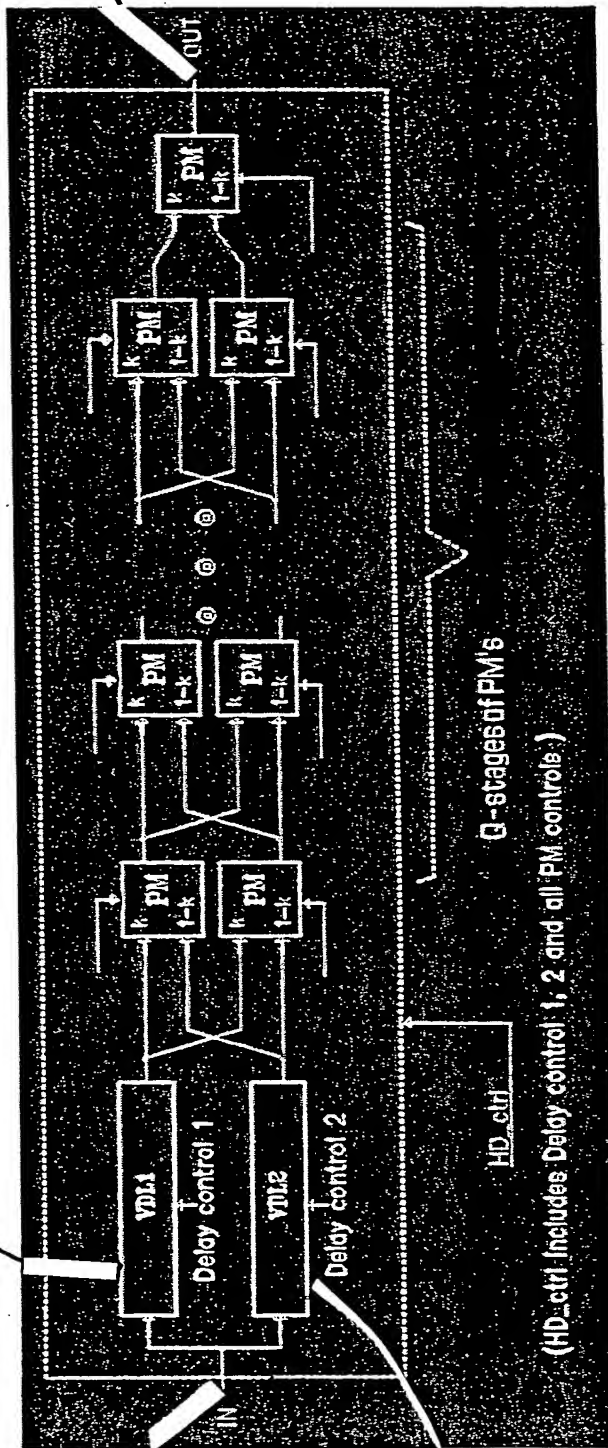 IN
VDL1
Delay control 1
VDL2
Delay control 2
k
PM
1-k
k
PM
1-k
k
PM
1-k
k
PM
1-k
@ @ @
k
PM
1-k
k
PM
1-k
k
PM
1-k
OUT
Q-stages of PM's
HD_ctrl
(HD_ctrl Includes Delay control 1, 2 and all PM controls)